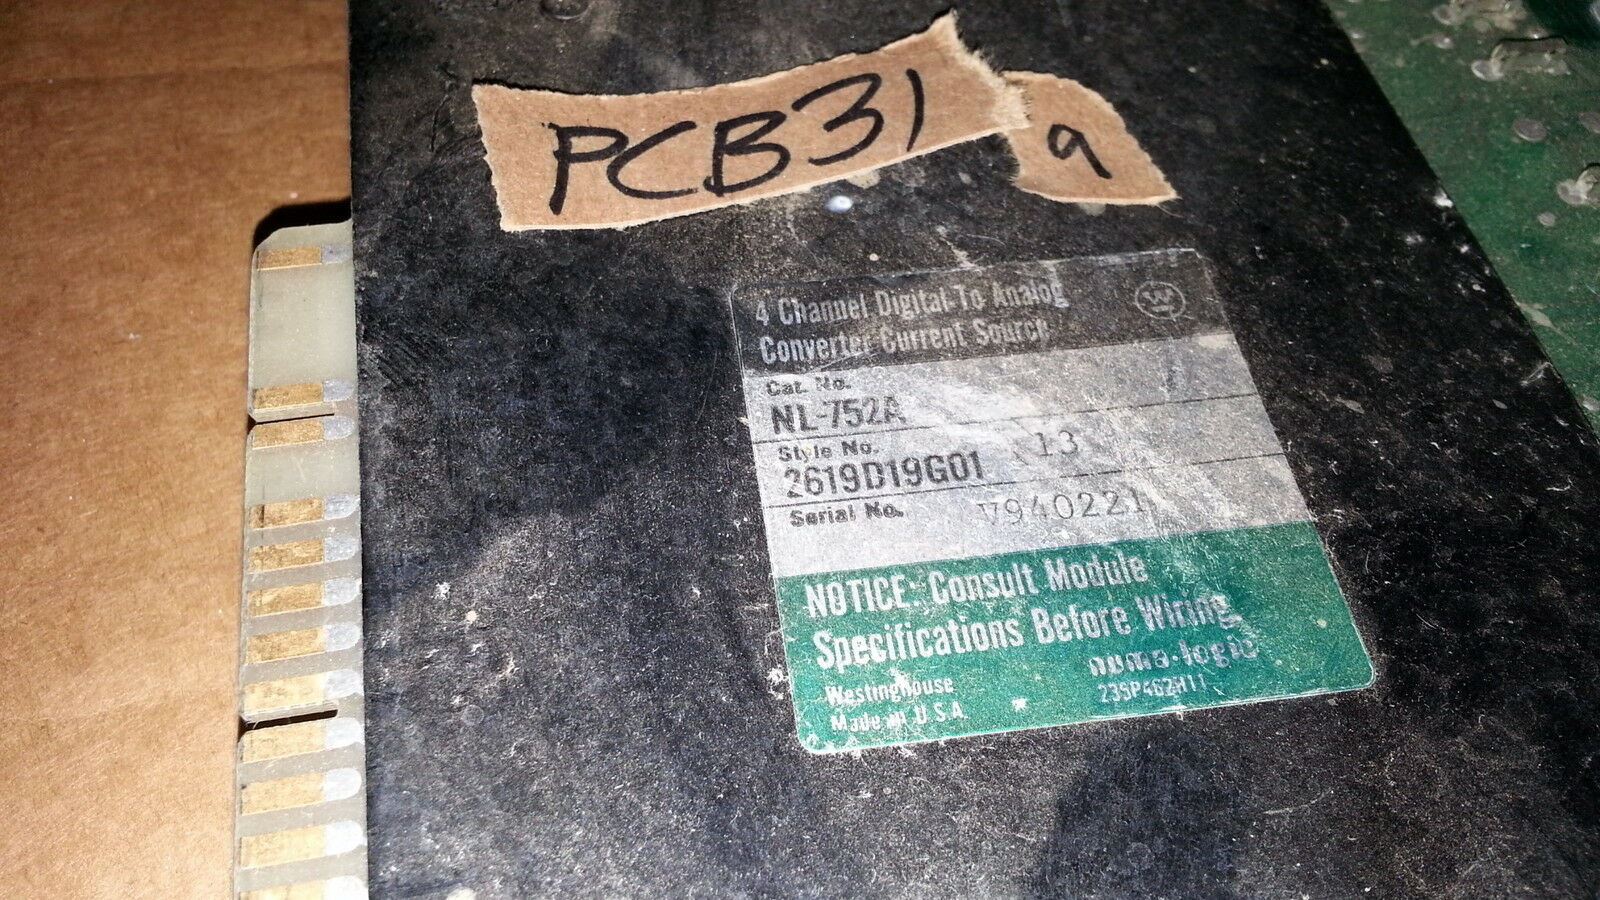 PCB31 a
4 Channel Digital To Analog
Converter Current Source
Cat. No.
NL-752A
Style No.
2619D19G01 13
Serial No. V940221
NOTICE: Consult Module
Specifications Before Wiring
numa-logic
Westinghouse
235P462H11
Made in U.S.A.